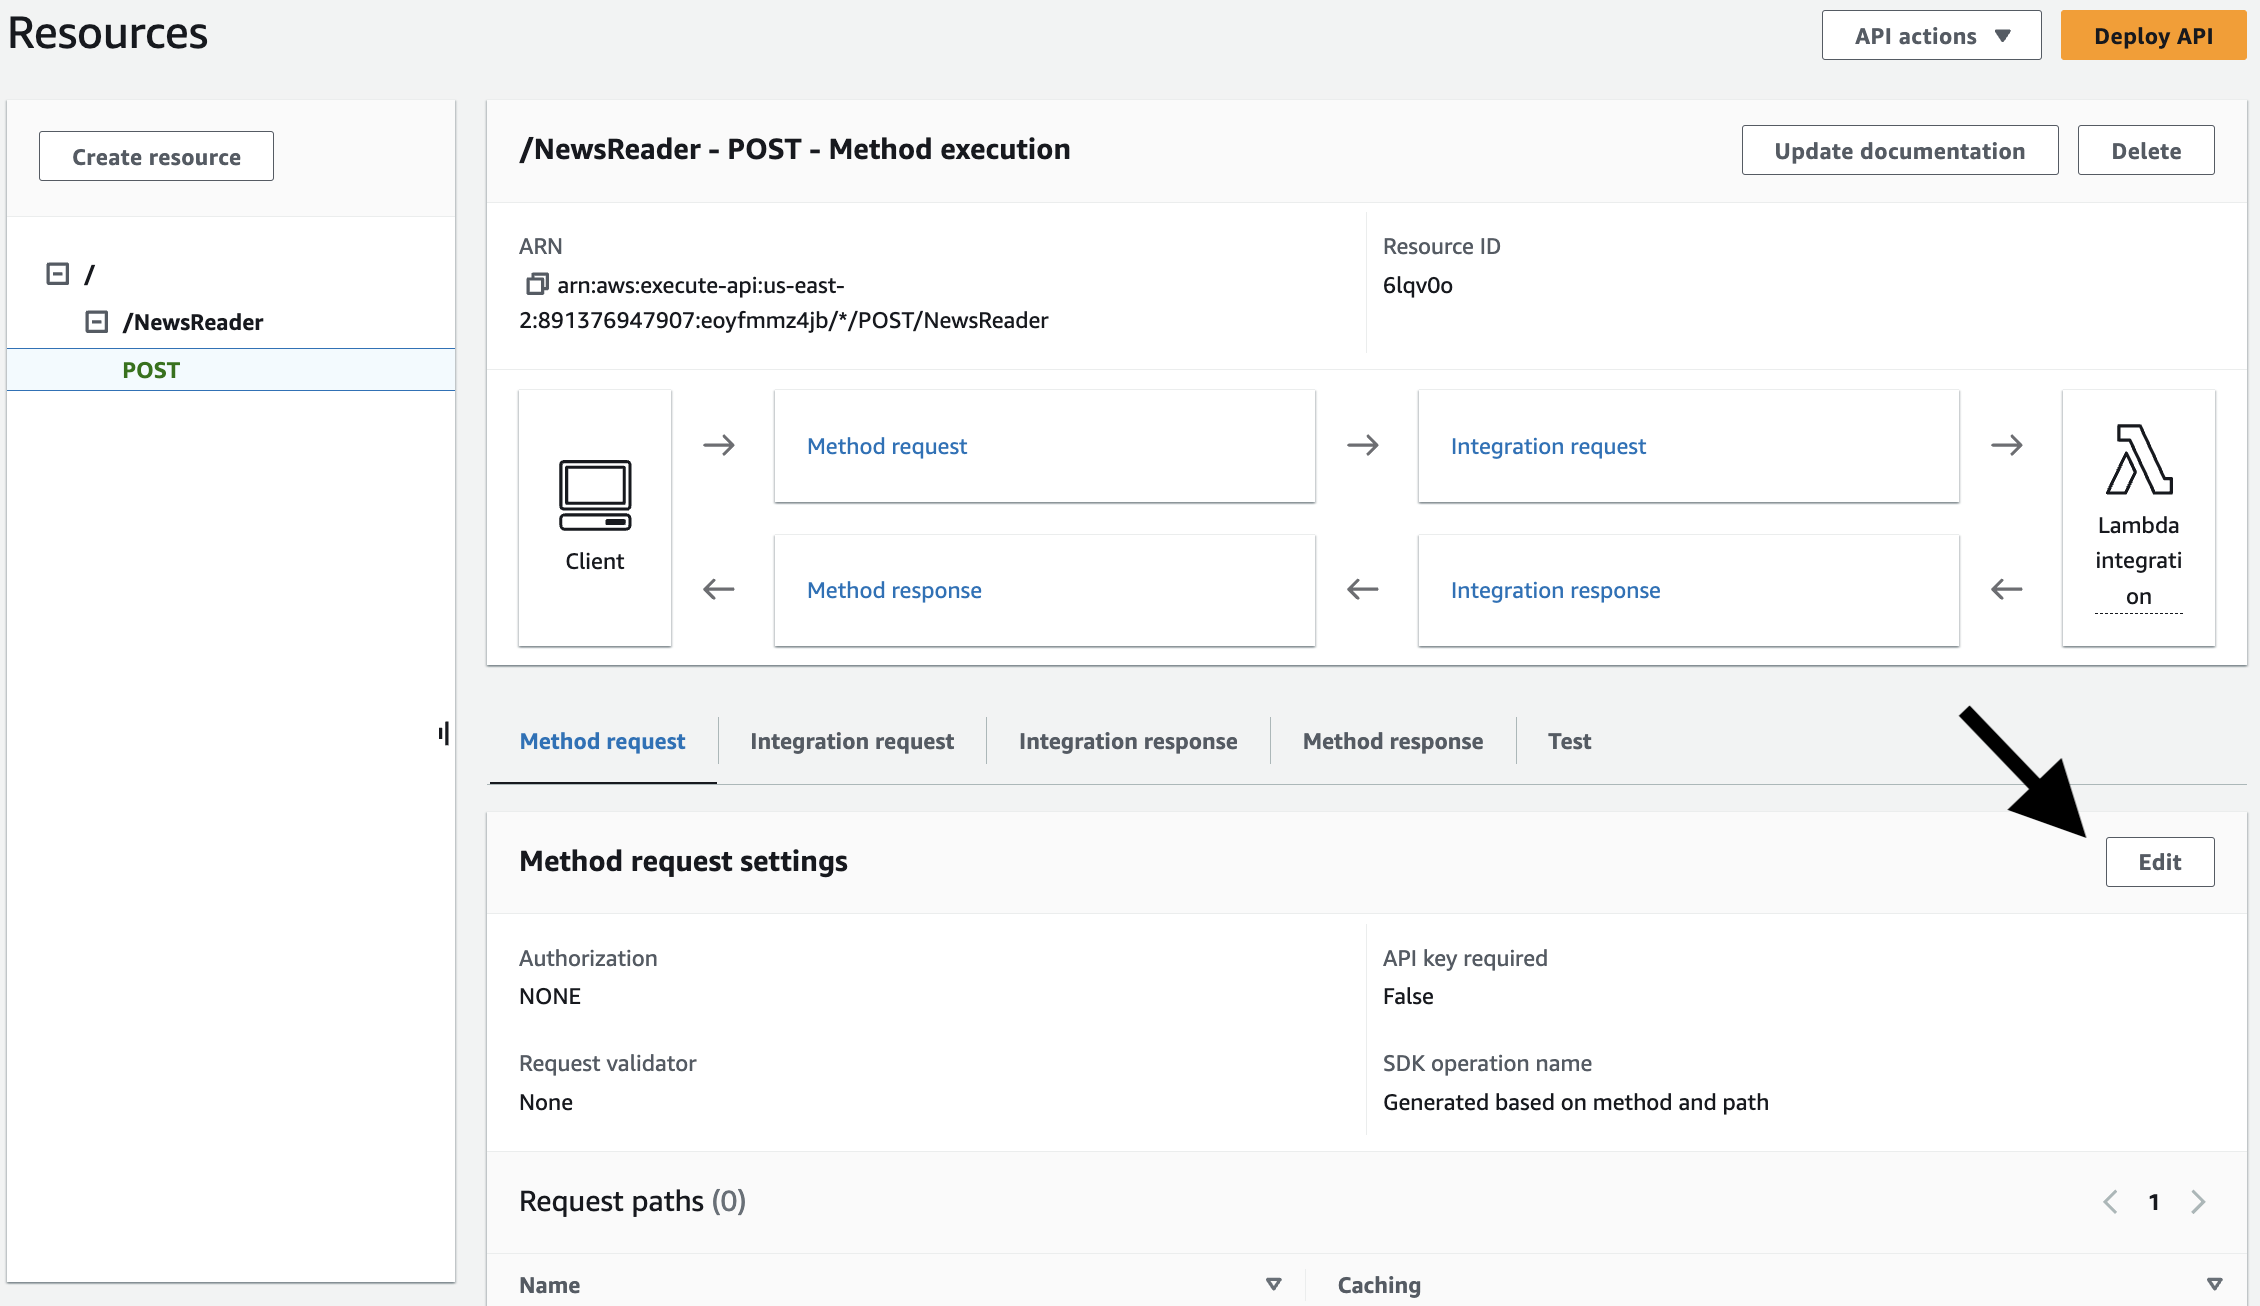 Resources
API actions
Deploy API
Create resource
/
/NewsReader
POST
/NewsReader - POST - Method execution
Update documentation
Delete
ARN
arn:aws:execute-api:us-east-
2:891376947907:eoyfmmz4jb/*/POST/NewsReader
Resource ID
6lqv0o
Client
Method request
Integration request
Method response
Integration response
Lambda
integrati
on
Method request
Integration request
Integration response
Method response
Test
Method request settings
Edit
Authorization
NONE
API key required
False
Request validator
None
SDK operation name
Generated based on method and path
Request paths (0)
1
Name
Caching